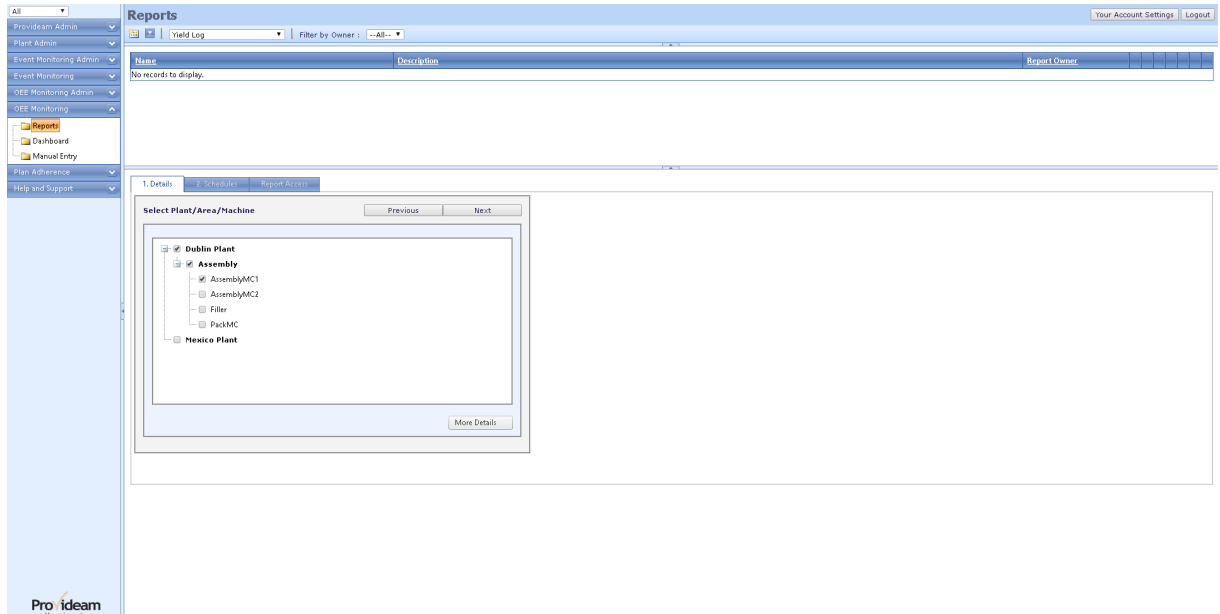 All
Provideam Admin
Plant Admin
Event Monitoring Admin
Event Monitoring
OEE Monitoring Admin
OEE Monitoring
Reports
Dashboard
Manual Entry
Plan Adherence
Help and Support
Provideam
Reports
Your Account Settings Logout
Yield Log Filter by Owner : --All--
Name Description Report Owner
No records to display.
1. Details 2. Schedules Report Access
Select Plant/Area/Machine Previous Next
Dublin Plant
Assembly
AssemblyMC1
AssemblyMC2
Filler
PackMC
Mexico Plant
More Details